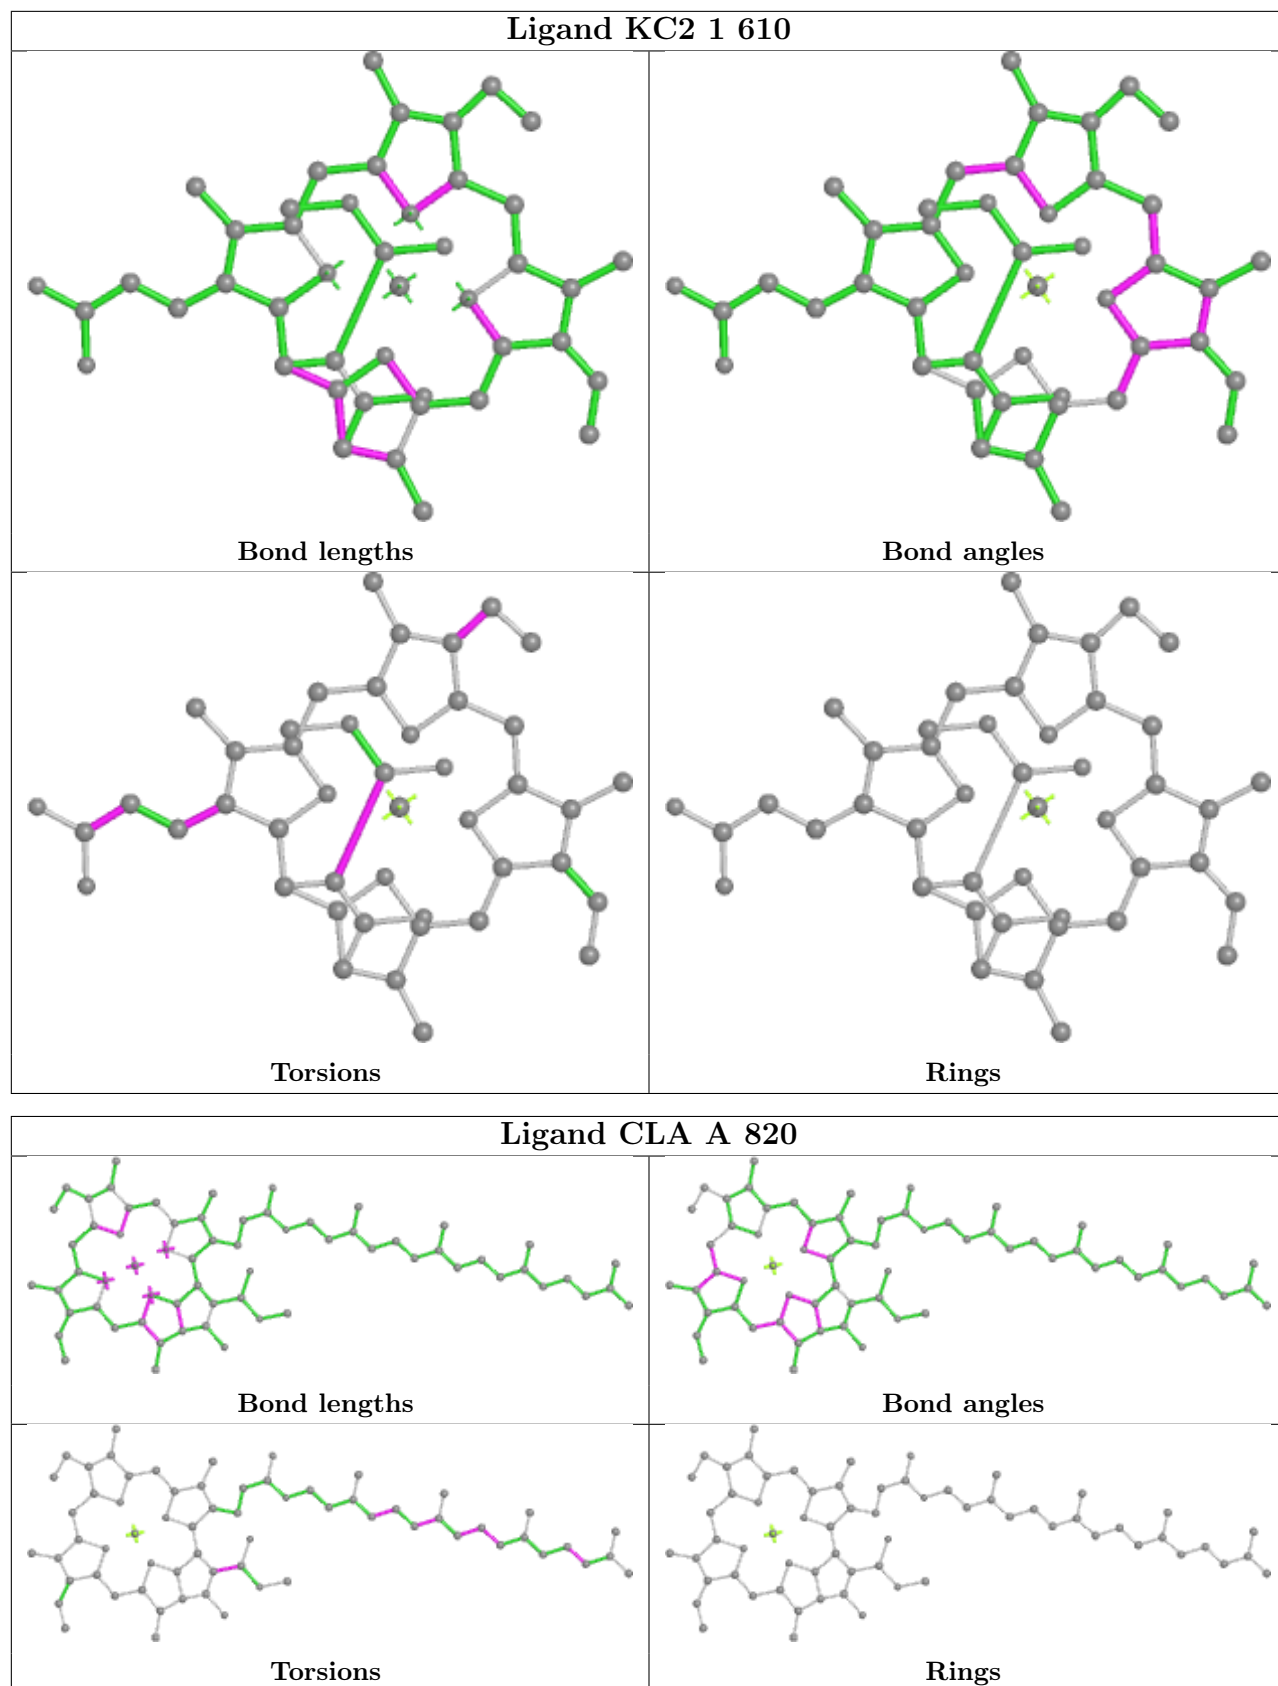 Ligand KC2 1 610
Bond lengths
Bond angles
Torsions
Rings
Ligand CLA A 820
Bond lengths
Bond angles
Torsions
Rings